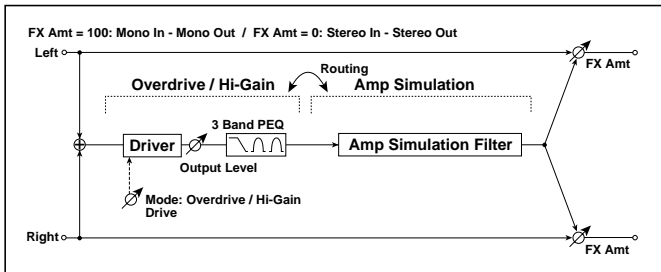 FX Amt = 100: Mono In - Mono Out / FX Amt = 0: Stereo In - Stereo Out
Left
FX Amt
Routing
Overdrive / Hi-Gain
Amp Simulation
3 Band PEQ
Driver
Amp Simulation Filter
Output Level
Mode: Overdrive / Hi-Gain
Drive
Right
FX Amt